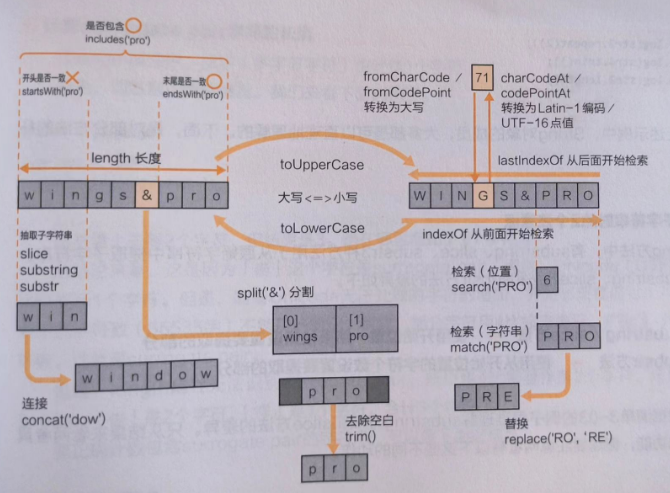 是否包含
includes('pro')
开头是否一致
startsWith('pro')
末尾是否一致
endsWith('pro')
length 长度
w i n g s & p r o
toUpperCase
大写<=>小写
toLowerCase
fromCharCode /
fromCodePoint
转换为大写
71
charCodeAt /
codePointAt
转换为Latin-1 编码 /
UTF-16 点值
lastIndexOf 从后面开始检索
W I N G S & P R O
indexOf 从前面开始检索
抽取子字符串
slice
substring
substr
w i n
连接
concat('dow')
w i n d o w
split('&') 分割
[0] [1]
wings pro
p r o
去除空白
trim()
p r o
检索(位置)
search('PRO')
6
检索(字符串)
match('PRO')
P R O
P R E
替换
replace('RO', 'RE')